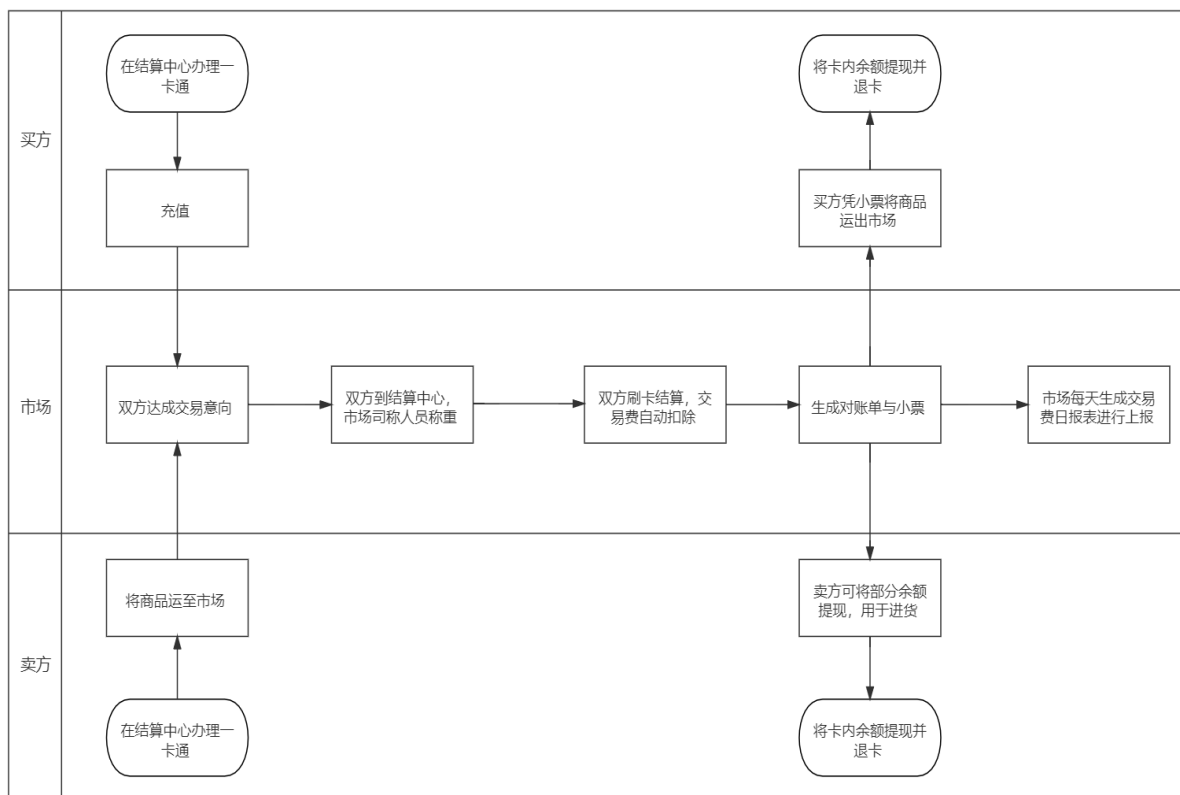 买方
在结算中心办理一
卡通
将卡内余额提现并
退卡
充值
买方凭小票将商品
运出市场
市场
双方达成交易意向
双方到结算中心，
市场司称人员称重
双方刷卡结算，交
易费自动扣除
生成对账单与小票
市场每天生成交易
费日报表进行上报
卖方
将商品运至市场
卖方可将部分余额
提现，用于进货
在结算中心办理一
卡通
将卡内余额提现并
退卡